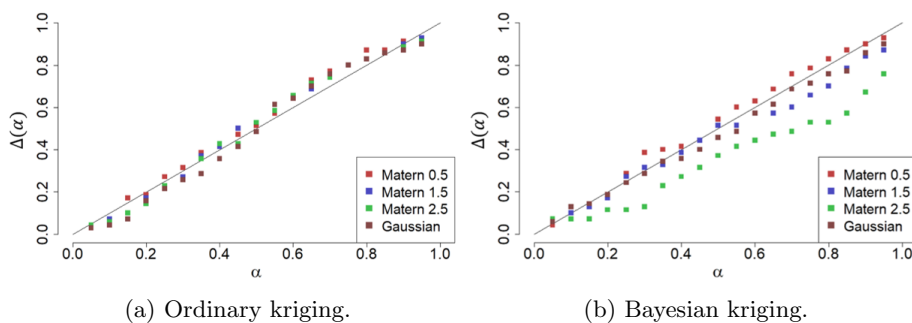 Δ(α)
1.0
0.8
0.6
0.4
0.2
0.0
0.0 0.2 0.4 0.6 0.8 1.0
α
Matern 0.5
Matern 1.5
Matern 2.5
Gaussian
(a) Ordinary kriging.
Δ(α)
1.0
0.8
0.6
0.4
0.2
0.0
0.0 0.2 0.4 0.6 0.8 1.0
α
Matern 0.5
Matern 1.5
Matern 2.5
Gaussian
(b) Bayesian kriging.